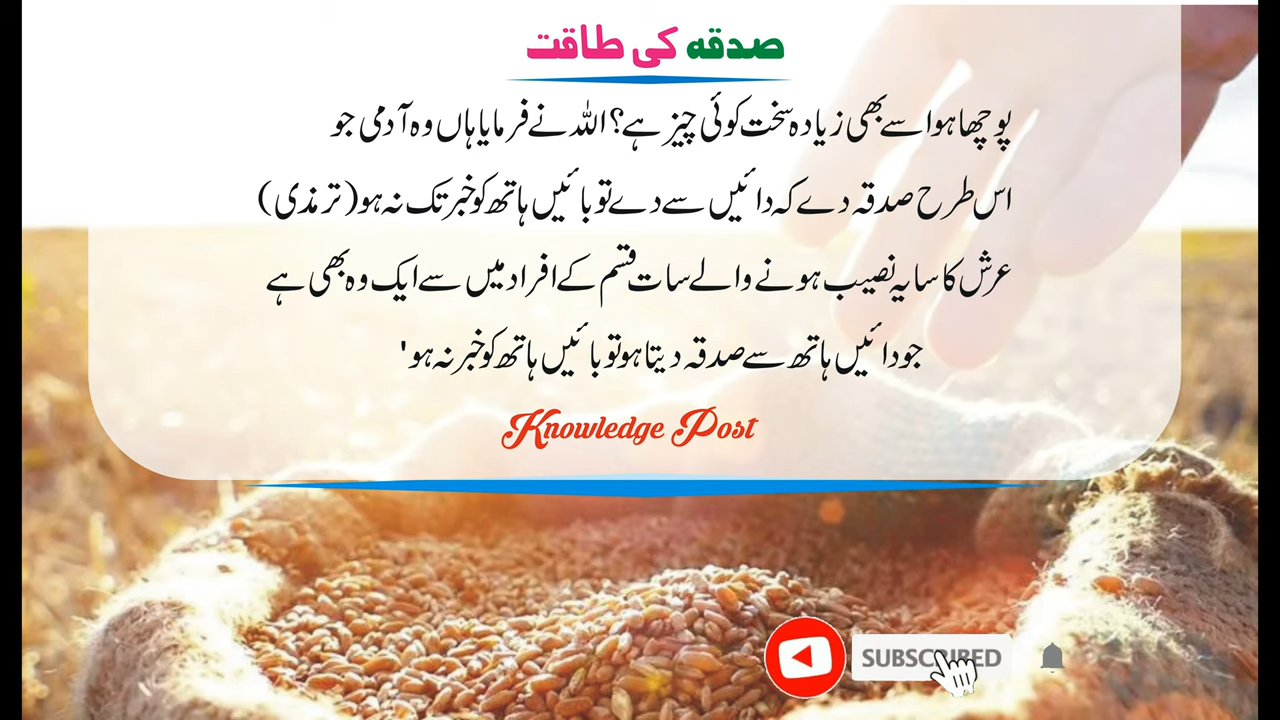 صدقہ کی طاقت
پوچھا ہوا سے بھی زیادہ سخت کوئی چیز ہے؟ اللہ نے فرمایا ہاں وہ آدمی جو
اس طرح صدقہ دے کہ دائیں سے دے تو بائیں ہاتھ کو خبر تک نہ ہو (ترمذی)
عرش کا سایہ نصیب ہونے والے سات قسم کے افراد میں سے ایک وہ بھی ہے
جو دائیں ہاتھ سے صدقہ دیتا ہو تو بائیں ہاتھ کو خبر نہ ہو'
Knowledge Post
SUBSCRIBED